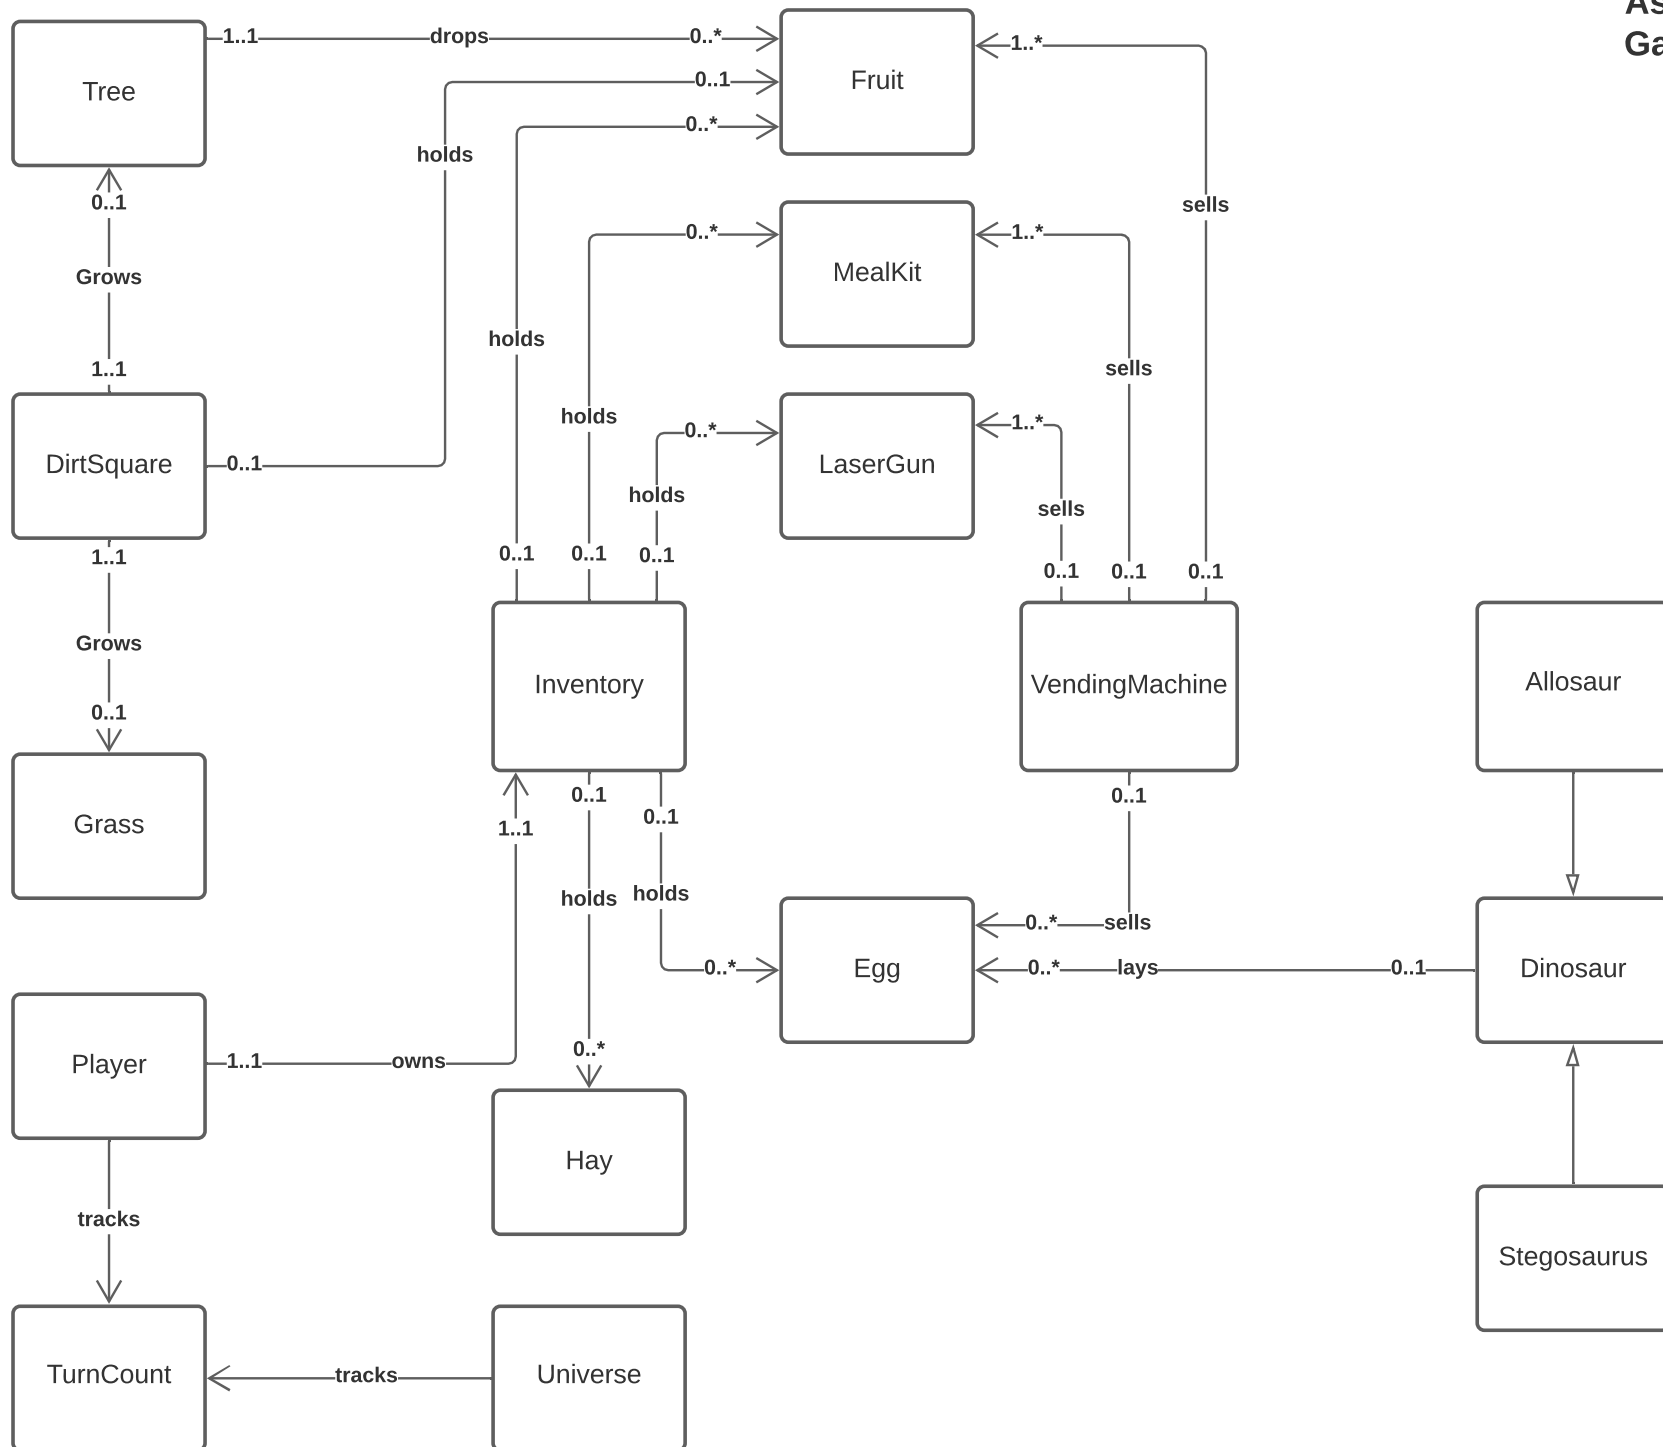 As
Ga
1..1
drops
0..*
1..*
Tree
Fruit
0..1
0..*
holds
0..1
sells
0..*
1..*
Grows
MealKit
holds
1..1
sells
holds
0..*
1..*
DirtSquare
0..1
LaserGun
holds
sells
1..1
0..1
0..1
0..1
0..1
0..1
0..1
Grows
Inventory
VendingMachine
Allosaur
0..1
0..1
0..1
Grass
1..1
0..1
holds
holds
0..*
sells
0..*
Egg
0..*
lays
0..1
Dinosaur
Player
1..1
owns
0..*
Hay
tracks
Stegosaurus
TurnCount
tracks
Universe